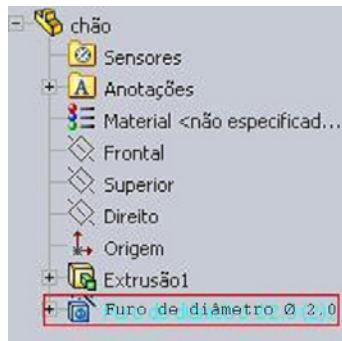 chão
Sensores
Anotações
Material <não especificad...
Frontal
Superior
Direito
Origem
Extrusão1
Furo de diâmetro Ø 2.0